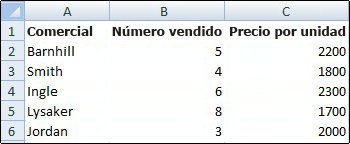 A B C
1 Comercial Número vendido Precio por unidad
2 Barnhill 5 2200
3 Smith 4 1800
4 Ingle 6 2300
5 Lysaker 8 1700
6 Jordan 3 2000